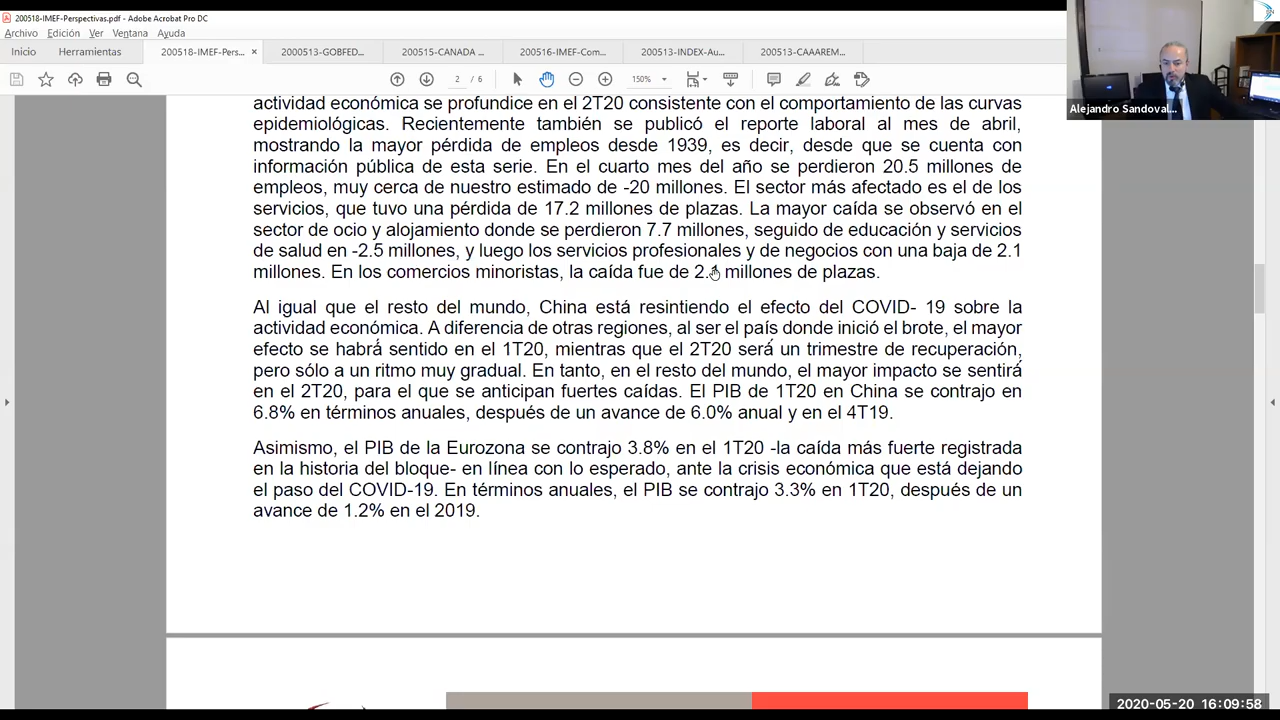 200518-IMEF-Perspectivas.pdf - Adobe Acrobat Pro DC
Archivo Edición Ver Ventana Ayuda
Inicio Herramientas 200518-IMEF-Pers... × 200513-GOBFED... 200515-CANADA ... 200516-IMEF-Com... 200513-INDEX-Au... 200513-CAAAREM...
2 / 6 150%
Alejandro Sandoval...
actividad económica se profundice en el 2T20 consistente con el comportamiento de las curvas
epidemiológicas. Recientemente también se publicó el reporte laboral al mes de abril,
mostrando la mayor pérdida de empleos desde 1939, es decir, desde que se cuenta con
información pública de esta serie. En el cuarto mes del año se perdieron 20.5 millones de
empleos, muy cerca de nuestro estimado de -20 millones. El sector más afectado es el de los
servicios, que tuvo una pérdida de 17.2 millones de plazas. La mayor caída se observó en el
sector de ocio y alojamiento donde se perdieron 7.7 millones, seguido de educación y servicios
de salud en -2.5 millones, y luego los servicios profesionales y de negocios con una baja de 2.1
millones. En los comercios minoristas, la caída fue de millones de plazas.
Al igual que el resto del mundo, China está resintiendo el efecto del COVID- 19 sobre la
actividad económica. A diferencia de otras regiones, al ser el país donde inició el brote, el mayor
efecto se habrá sentido en el 1T20, mientras que el 2T20 será un trimestre de recuperación,
pero sólo a un ritmo muy gradual. En tanto, en el resto del mundo, el mayor impacto se sentirá
en el 2T20, para el que se anticipan fuertes caídas. El PIB de 1T20 en China se contrajo en
6.8% en términos anuales, después de un avance de 6.0% anual y en el 4T19.
Asimismo, el PIB de la Eurozona se contrajo 3.8% en el 1T20 -la caída más fuerte registrada
en la historia del bloque- en línea con lo esperado, ante la crisis económica que está dejando
el paso del COVID-19. En términos anuales, el PIB se contrajo 3.3% en 1T20, después de un
avance de 1.2% en el 2019.
2020-05-20 16:09:58